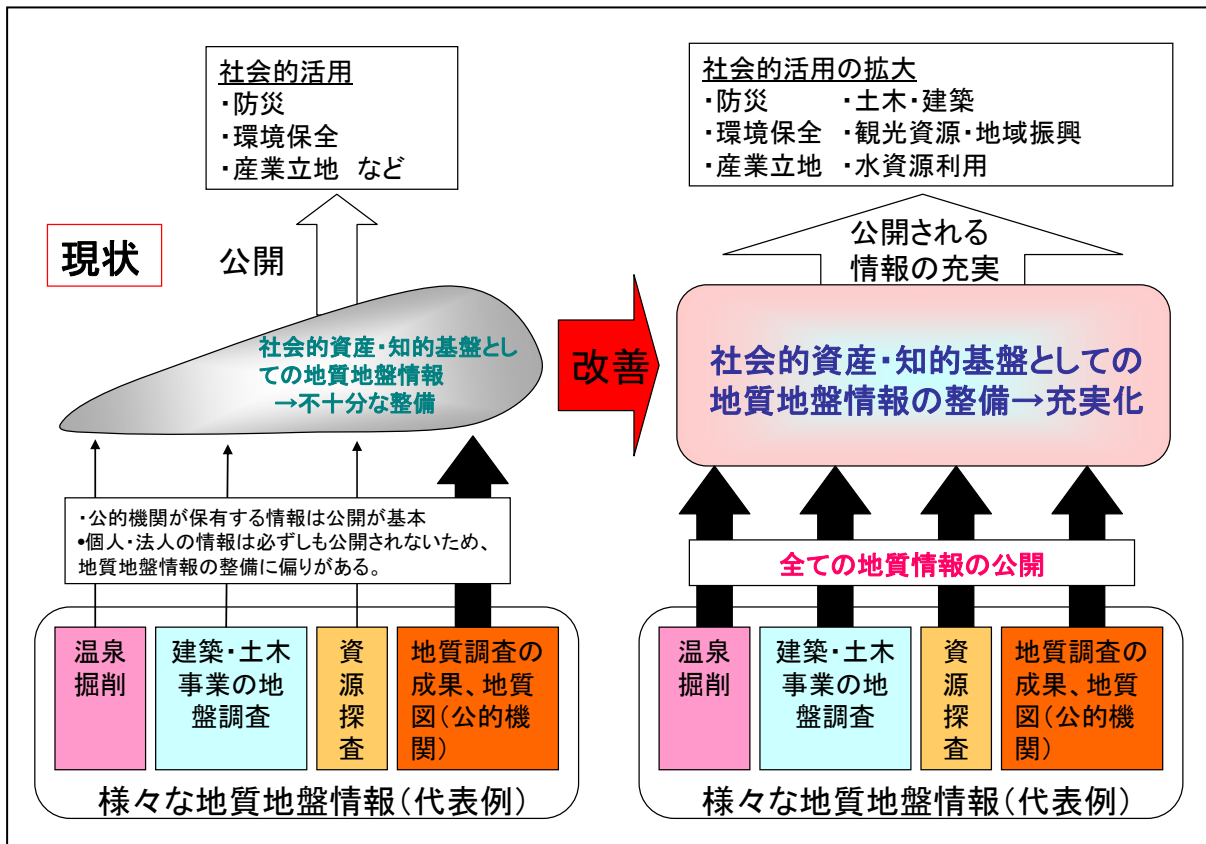 社会的活用
・防災
・環境保全
・産業立地 など
現状
公開
社会的資産・知的基盤とし
ての地質地盤情報
→不十分な整備
・公的機関が保有する情報は公開が基本
•個人・法人の情報は必ずしも公開されないため、
地質地盤情報の整備に偏りがある。
温泉
掘削
建築・土木
事業の地
盤調査
資
源
探
査
地質調査の
成果、地質
図(公的機
関)
様々な地質地盤情報(代表例)
改善
社会的活用の拡大
・防災 ・土木・建築
・環境保全 ・観光資源・地域振興
・産業立地 ・水資源利用
公開される
情報の充実
社会的資産・知的基盤としての
地質地盤情報の整備→充実化
全ての地質情報の公開
温泉
掘削
建築・土木
事業の地
盤調査
資
源
探
査
地質調査の
成果、地質
図(公的機
関)
様々な地質地盤情報(代表例)